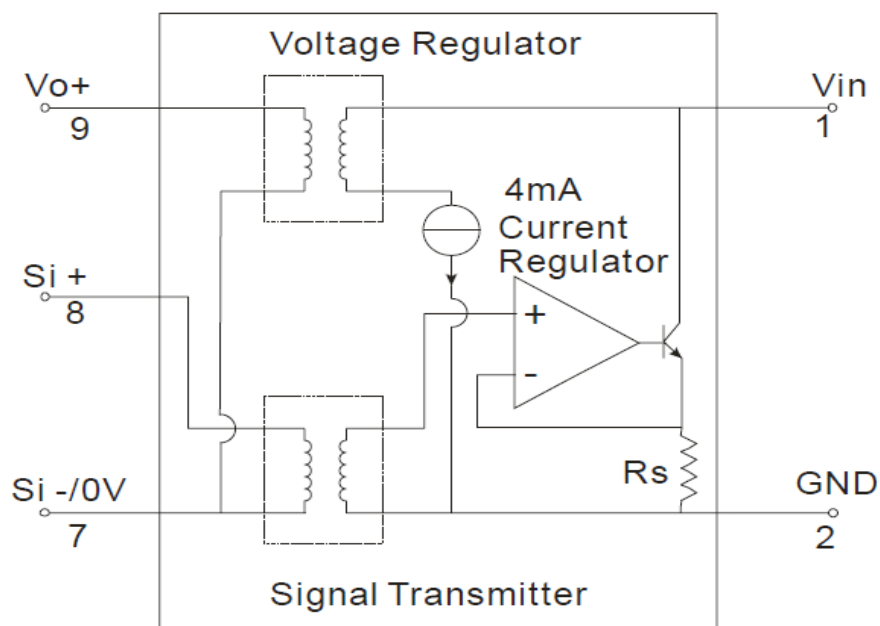 Voltage Regulator
Vo+
9
Vin
1
4mA
Current
Regulator
Si +
8
+
-
Rs
Si -/0V
7
GND
2
Signal Transmitter